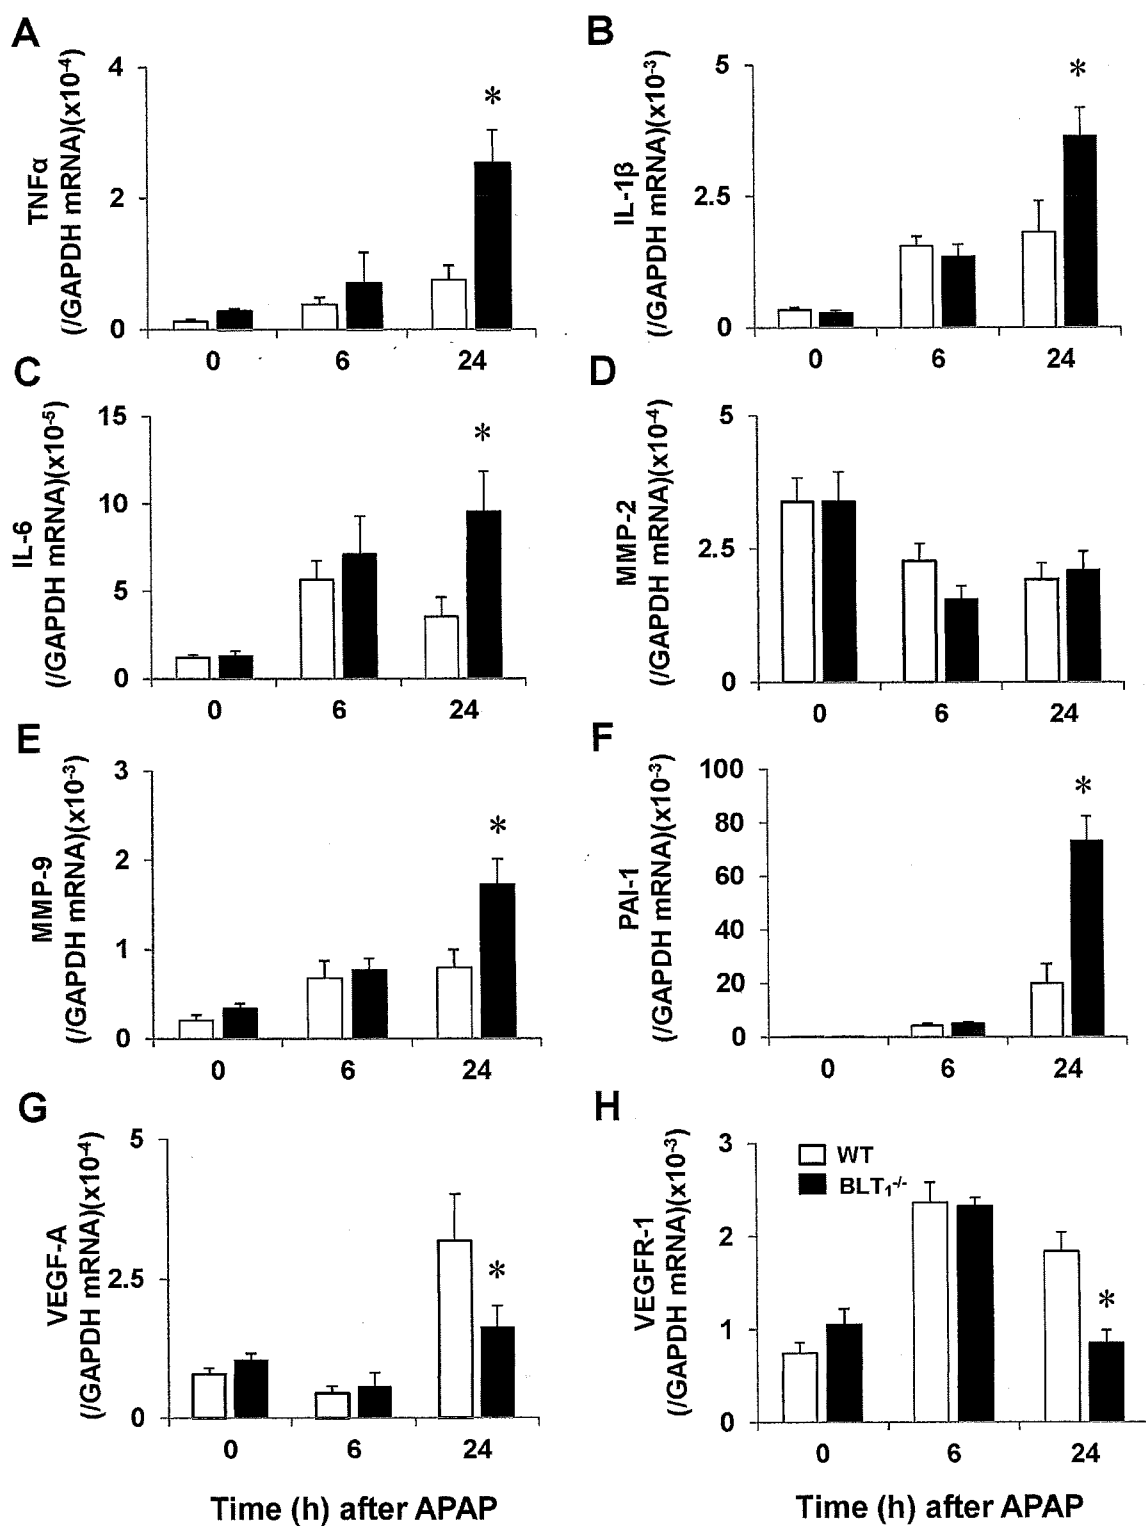 A
TNFα
(/GAPDH mRNA)(x10⁻⁴)
4
2
0
*
0 6 24
B
IL-1β
(/GAPDH mRNA)(x10⁻³)
5
2.5
0
*
0 6 24
C
IL-6
(/GAPDH mRNA)(x10⁻⁵)
15
10
5
0
*
0 6 24
D
MMP-2
(/GAPDH mRNA)(x10⁻⁴)
5
2.5
0
0 6 24
E
MMP-9
(/GAPDH mRNA)(x10⁻³)
3
2
1
0
*
0 6 24
F
PAI-1
(/GAPDH mRNA)(x10⁻³)
100
80
60
40
20
0
*
0 6 24
G
VEGF-A
(/GAPDH mRNA)(x10⁻⁴)
5
2.5
0
*
0 6 24
Time (h) after APAP
H
VEGFR-1
(/GAPDH mRNA)(x10⁻³)
3
2
1
0
WT
BLT₁⁻/⁻
*
0 6 24
Time (h) after APAP